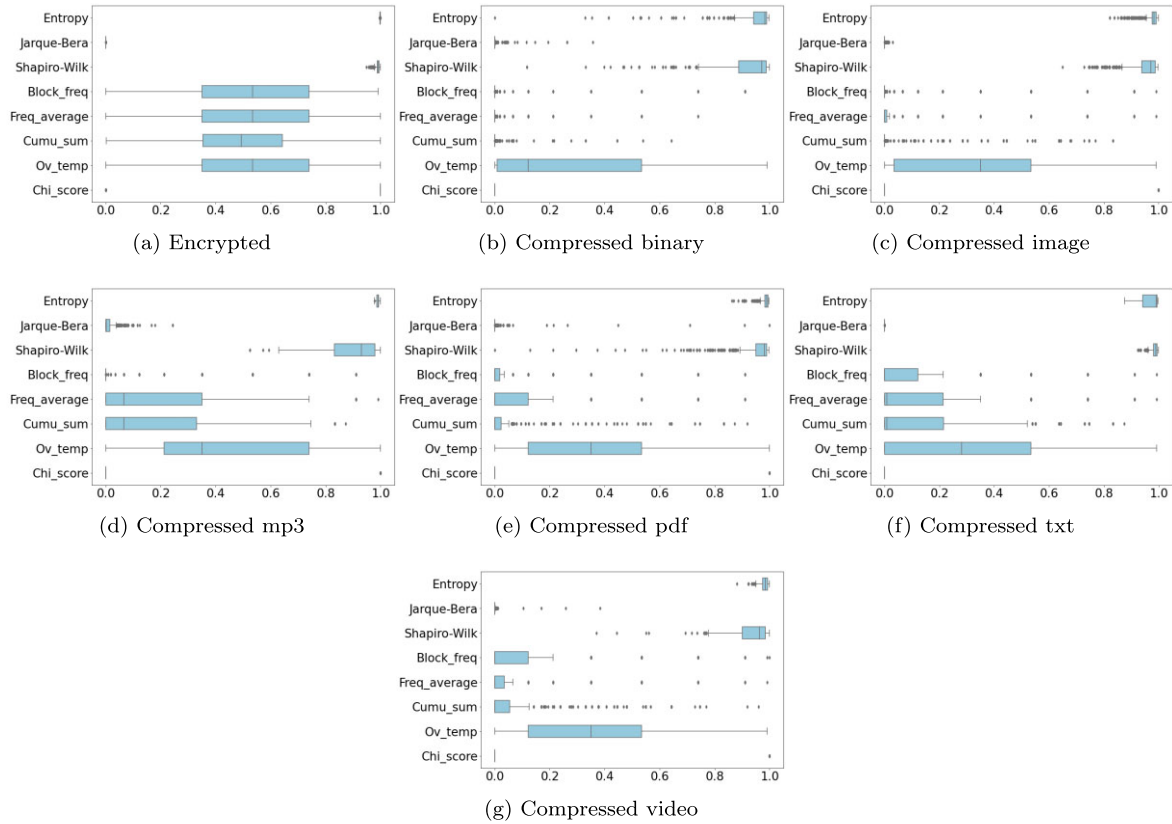 Entropy
Jarque-Bera
Shapiro-Wilk
Block_freq
Freq_average
Cumu_sum
Ov_temp
Chi_score
0.0 0.2 0.4 0.6 0.8 1.0
(a) Encrypted
Entropy
Jarque-Bera
Shapiro-Wilk
Block_freq
Freq_average
Cumu_sum
Ov_temp
Chi_score
0.0 0.2 0.4 0.6 0.8 1.0
(b) Compressed binary
Entropy
Jarque-Bera
Shapiro-Wilk
Block_freq
Freq_average
Cumu_sum
Ov_temp
Chi_score
0.0 0.2 0.4 0.6 0.8 1.0
(c) Compressed image
Entropy
Jarque-Bera
Shapiro-Wilk
Block_freq
Freq_average
Cumu_sum
Ov_temp
Chi_score
0.0 0.2 0.4 0.6 0.8 1.0
(d) Compressed mp3
Entropy
Jarque-Bera
Shapiro-Wilk
Block_freq
Freq_average
Cumu_sum
Ov_temp
Chi_score
0.0 0.2 0.4 0.6 0.8 1.0
(e) Compressed pdf
Entropy
Jarque-Bera
Shapiro-Wilk
Block_freq
Freq_average
Cumu_sum
Ov_temp
Chi_score
0.0 0.2 0.4 0.6 0.8 1.0
(f) Compressed txt
Entropy
Jarque-Bera
Shapiro-Wilk
Block_freq
Freq_average
Cumu_sum
Ov_temp
Chi_score
0.0 0.2 0.4 0.6 0.8 1.0
(g) Compressed video